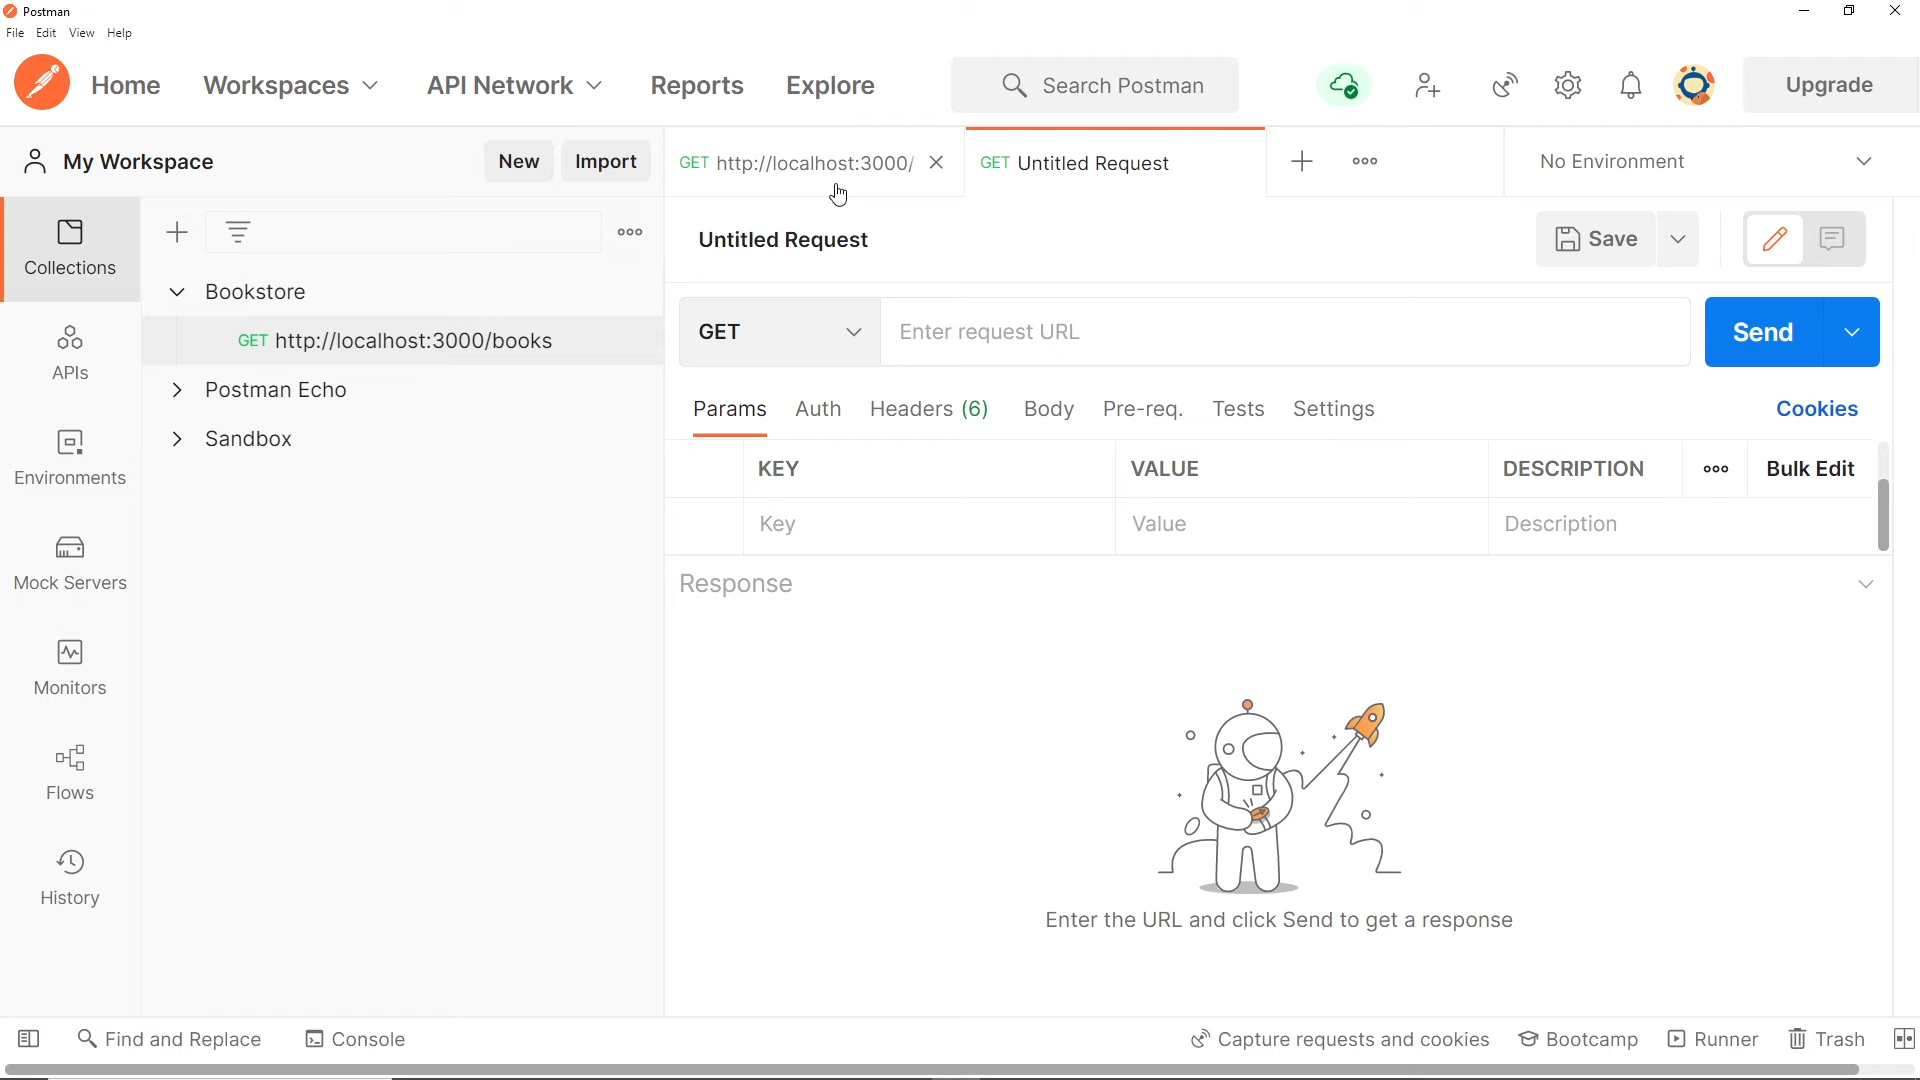 Postman
File Edit View Help
Home Workspaces API Network Reports Explore Search Postman Upgrade
My Workspace New Import GET http://localhost:3000/ GET Untitled Request No Environment
Collections
APIs
Environments
Mock Servers
Monitors
Flows
History
Bookstore
GET http://localhost:3000/books
Postman Echo
Sandbox
Untitled Request Save
GET Enter request URL Send
Params Auth Headers (6) Body Pre-req. Tests Settings Cookies
KEY VALUE DESCRIPTION Bulk Edit
Key Value Description
Response
Enter the URL and click Send to get a response
Find and Replace Console Capture requests and cookies Bootcamp Runner Trash